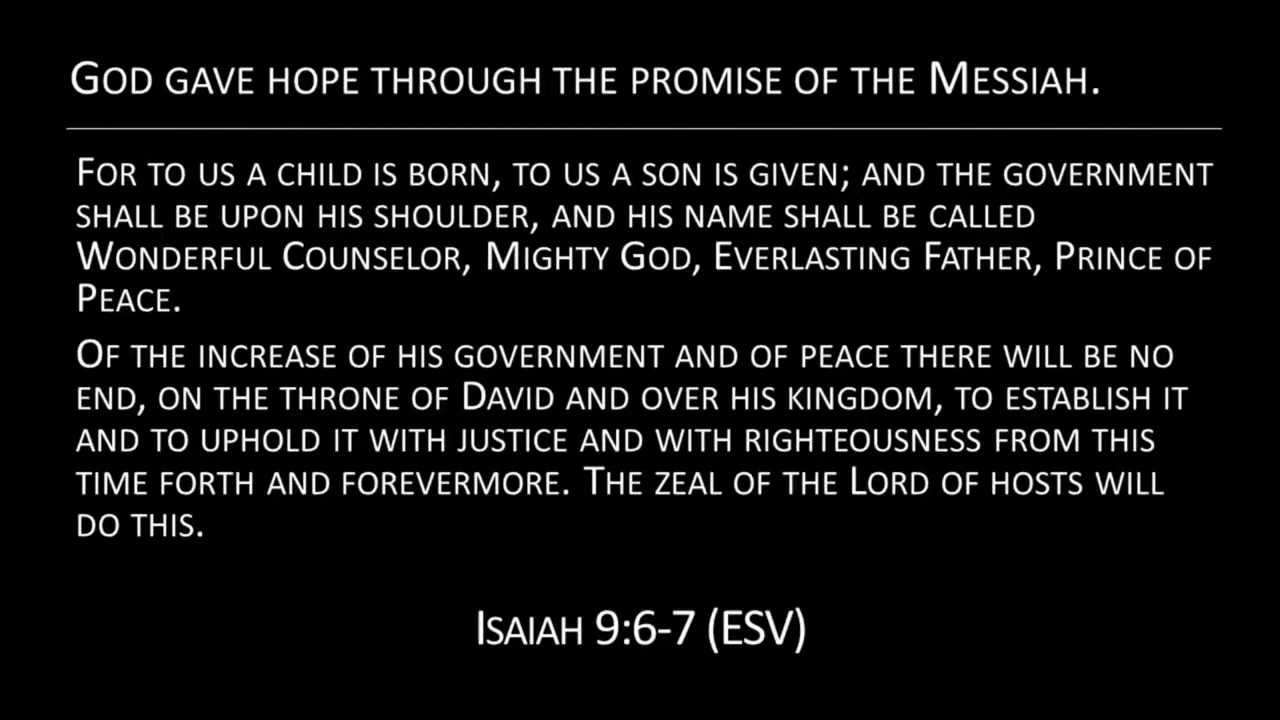 God gave hope through the promise of the Messiah.
For to us a child is born, to us a son is given; and the government
shall be upon his shoulder, and his name shall be called
Wonderful Counselor, Mighty God, Everlasting Father, Prince of
Peace.
Of the increase of his government and of peace there will be no
end, on the throne of David and over his kingdom, to establish it
and to uphold it with justice and with righteousness from this
time forth and forevermore. The zeal of the Lord of hosts will
do this.
Isaiah 9:6-7 (ESV)